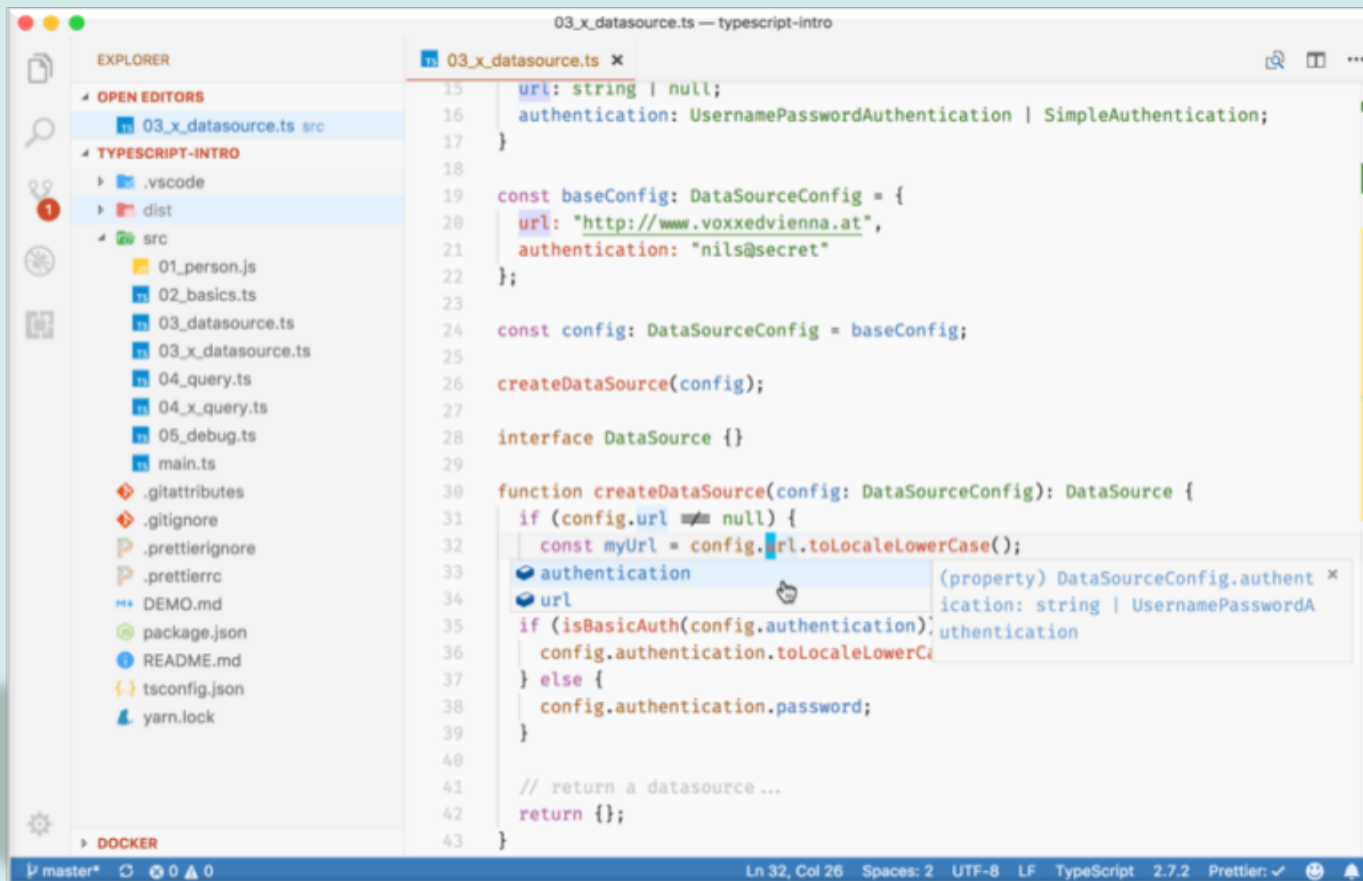 03_x_datasource.ts — typescript-intro
EXPLORER
OPEN EDITORS
03_x_datasource.ts src
TYPESCRIPT-INTRO
.vscode
dist
src
01_person.js
02_basics.ts
03_datasource.ts
03_x_datasource.ts
04_query.ts
04_x_query.ts
05_debug.ts
main.ts
.gitattributes
.gitignore
.prettierignore
.prettierrc
DEMO.md
package.json
README.md
tsconfig.json
yarn.lock
DOCKER
1
03_x_datasource.ts ×
15 url: string | null;
16 authentication: UsernamePasswordAuthentication | SimpleAuthentication;
17 }
18
19 const baseConfig: DataSourceConfig = {
20 url: "http://www.voxxedvienna.at",
21 authentication: "nils@secret"
22 };
23
24 const config: DataSourceConfig = baseConfig;
25
26 createDataSource(config);
27
28 interface DataSource {}
29
30 function createDataSource(config: DataSourceConfig): DataSource {
31 if (config.url !== null) {
32 const myUrl = config.url.toLocaleLowerCase();
33 authentication
34 url
(property) DataSourceConfig.authent ×
ication: string | UsernamePasswordA
uthentication
35 if (isBasicAuth(config.authentication))
36 config.authentication.toLocaleLowerCa
37 } else {
38 config.authentication.password;
39 }
40
41 // return a datasource...
42 return {};
43 }
master* 0 0 Ln 32, Col 26 Spaces: 2 UTF-8 LF TypeScript 2.7.2 Prettier: ✓